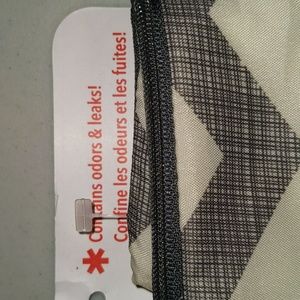 * Contains odors & leaks!
Confine les odeurs et les fuites!